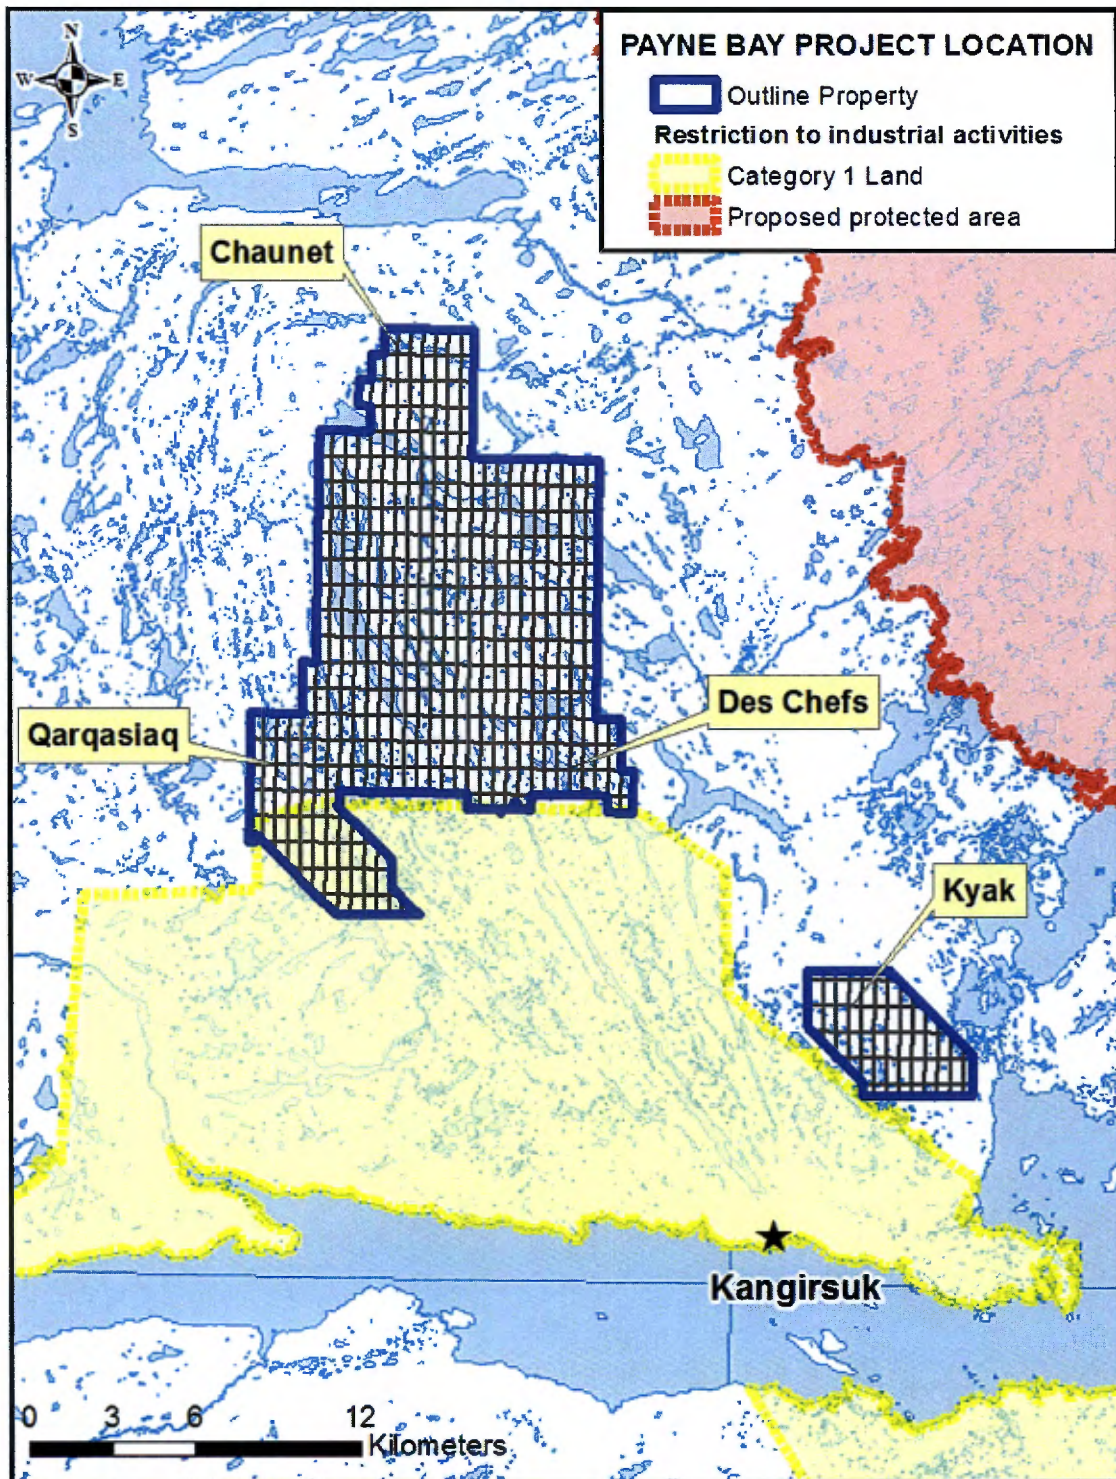 N
W E
S
PAYNE BAY PROJECT LOCATION
Outline Property
Restriction to industrial activities
Category 1 Land
Proposed protected area
Chaunet
Qarqasiaq
Des Chefs
Kyak
Kangirsuk
0 3 6 12
Kilometers